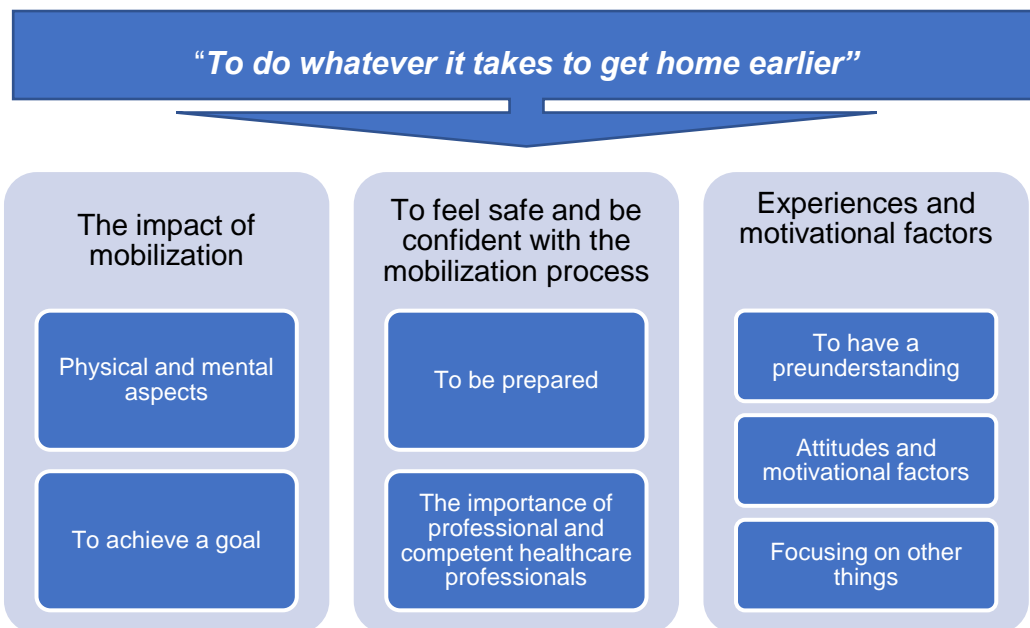 “To do whatever it takes to get home earlier”
The impact of
mobilization
Physical and mental
aspects
To achieve a goal
To feel safe and be
confident with the
mobilization process
To be prepared
The importance of
professional and
competent healthcare
professionals
Experiences and
motivational factors
To have a
preunderstanding
Attitudes and
motivational factors
Focusing on other
things